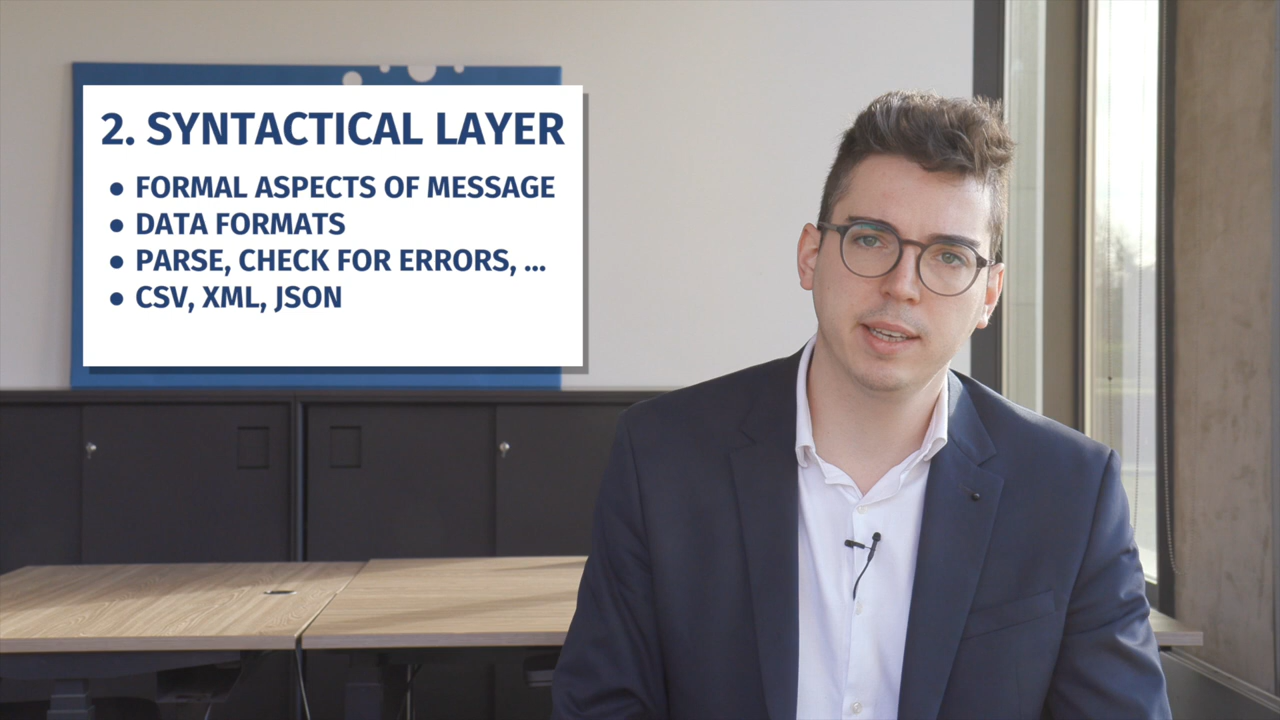 2. SYNTACTICAL LAYER
● FORMAL ASPECTS OF MESSAGE
● DATA FORMATS
● PARSE, CHECK FOR ERRORS, ...
● CSV, XML, JSON